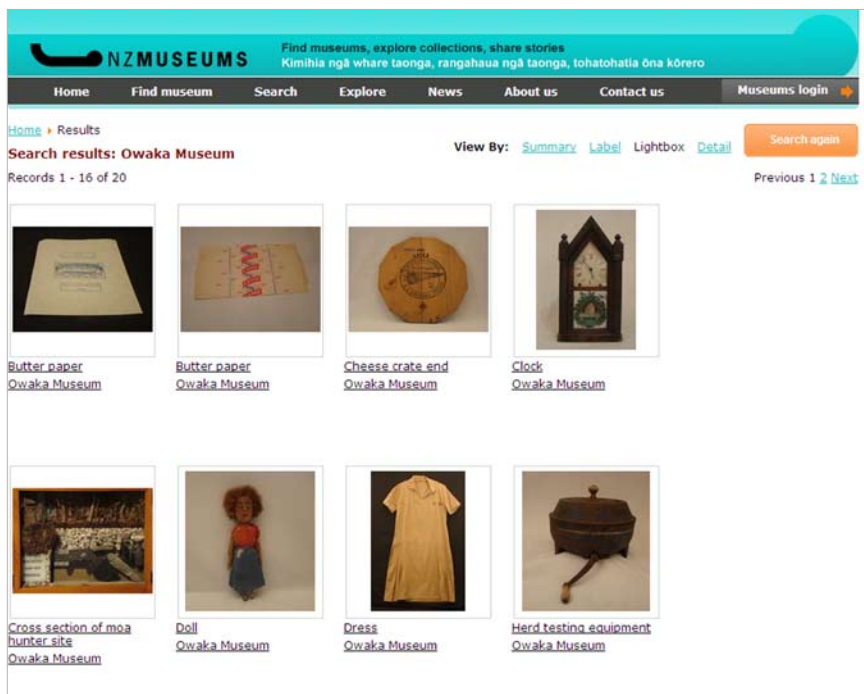 NZMUSEUMS
Find museums, explore collections, share stories
Kimihia ngā whare taonga, rangahaua ngā taonga, tohatohatia ōna kōrero
Home Find museum Search Explore News About us Contact us Museums login
Home Results
Search results: Owaka Museum
View By: Summary Label Lightbox Detail
Search again
Records 1 - 16 of 20
Previous 1 2 Next
Butter paper
Owaka Museum
Butter paper
Owaka Museum
Cheese crate end
Owaka Museum
Clock
Owaka Museum
Cross section of moa
hunter site
Owaka Museum
Doll
Owaka Museum
Dress
Owaka Museum
Herd testing equipment
Owaka Museum